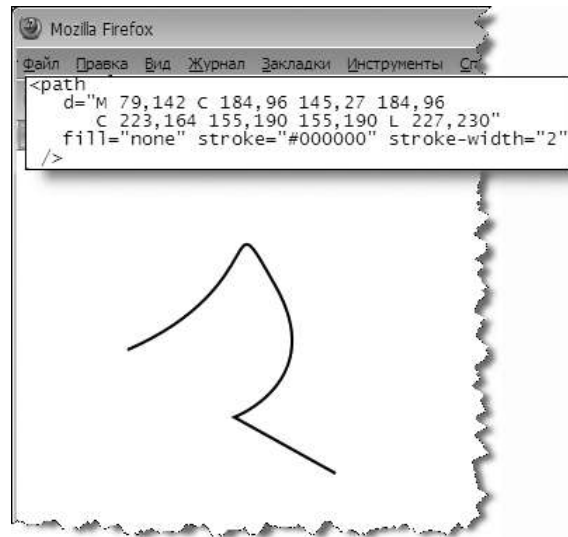 Mozilla Firefox
Файл Правка Вид Журнал Закладки Инструменты Сп
<path
d="M 79,142 C 184,96 145,27 184,96
C 223,164 155,190 155,190 L 227,230"
fill="none" stroke="#000000" stroke-width="2"
/>